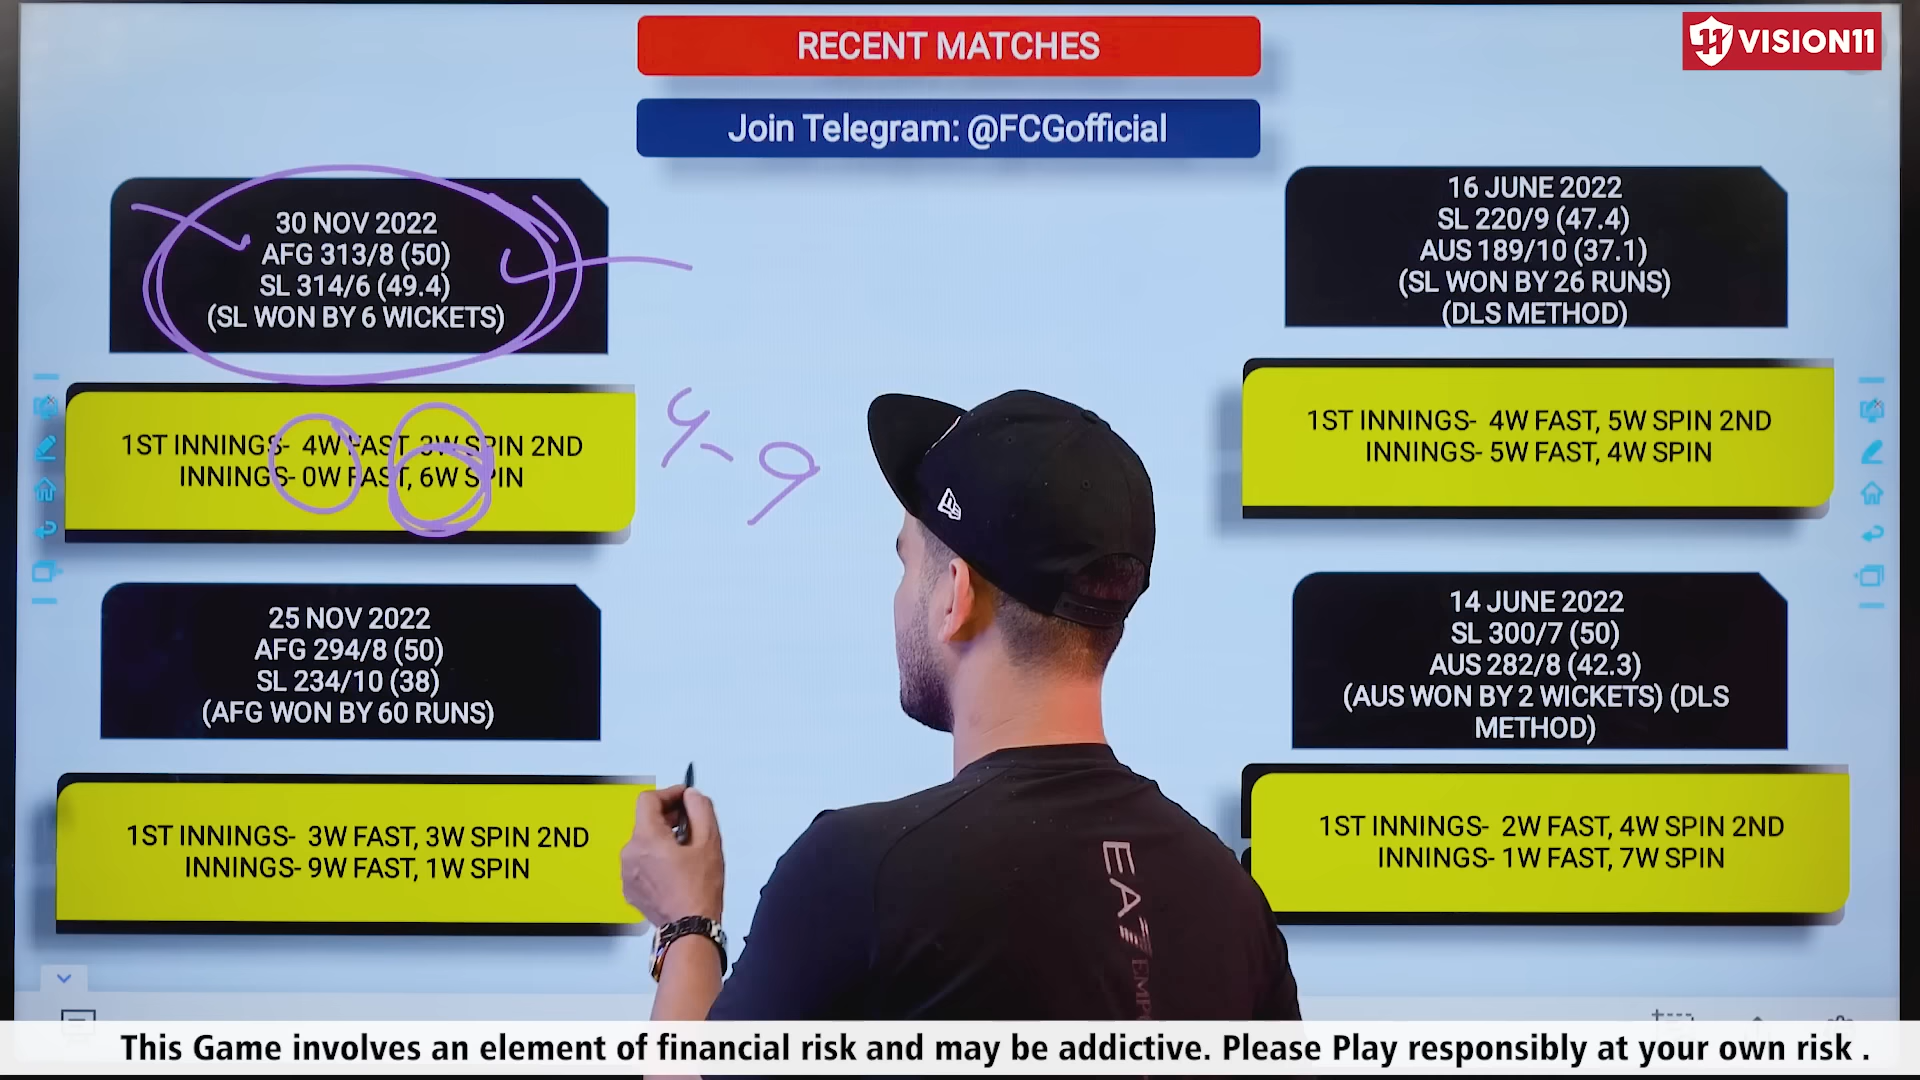 RECENT MATCHES
VISION11
Join Telegram: @FCGofficial
30 NOV 2022
AFG 313/8 (50)
SL 314/6 (49.4)
(SL WON BY 6 WICKETS)
1ST INNINGS- 4W FAST, 3W SPIN 2ND
INNINGS- 0W FAST, 6W SPIN
4-9
25 NOV 2022
AFG 294/8 (50)
SL 234/10 (38)
(AFG WON BY 60 RUNS)
1ST INNINGS- 3W FAST, 3W SPIN 2ND
INNINGS- 9W FAST, 1W SPIN
16 JUNE 2022
SL 220/9 (47.4)
AUS 189/10 (37.1)
(SL WON BY 26 RUNS)
(DLS METHOD)
1ST INNINGS- 4W FAST, 5W SPIN 2ND
INNINGS- 5W FAST, 4W SPIN
14 JUNE 2022
SL 300/7 (50)
AUS 282/8 (42.3)
(AUS WON BY 2 WICKETS) (DLS
METHOD)
1ST INNINGS- 2W FAST, 4W SPIN 2ND
INNINGS- 1W FAST, 7W SPIN
EA7
This Game involves an element of financial risk and may be addictive. Please Play responsibly at your own risk .